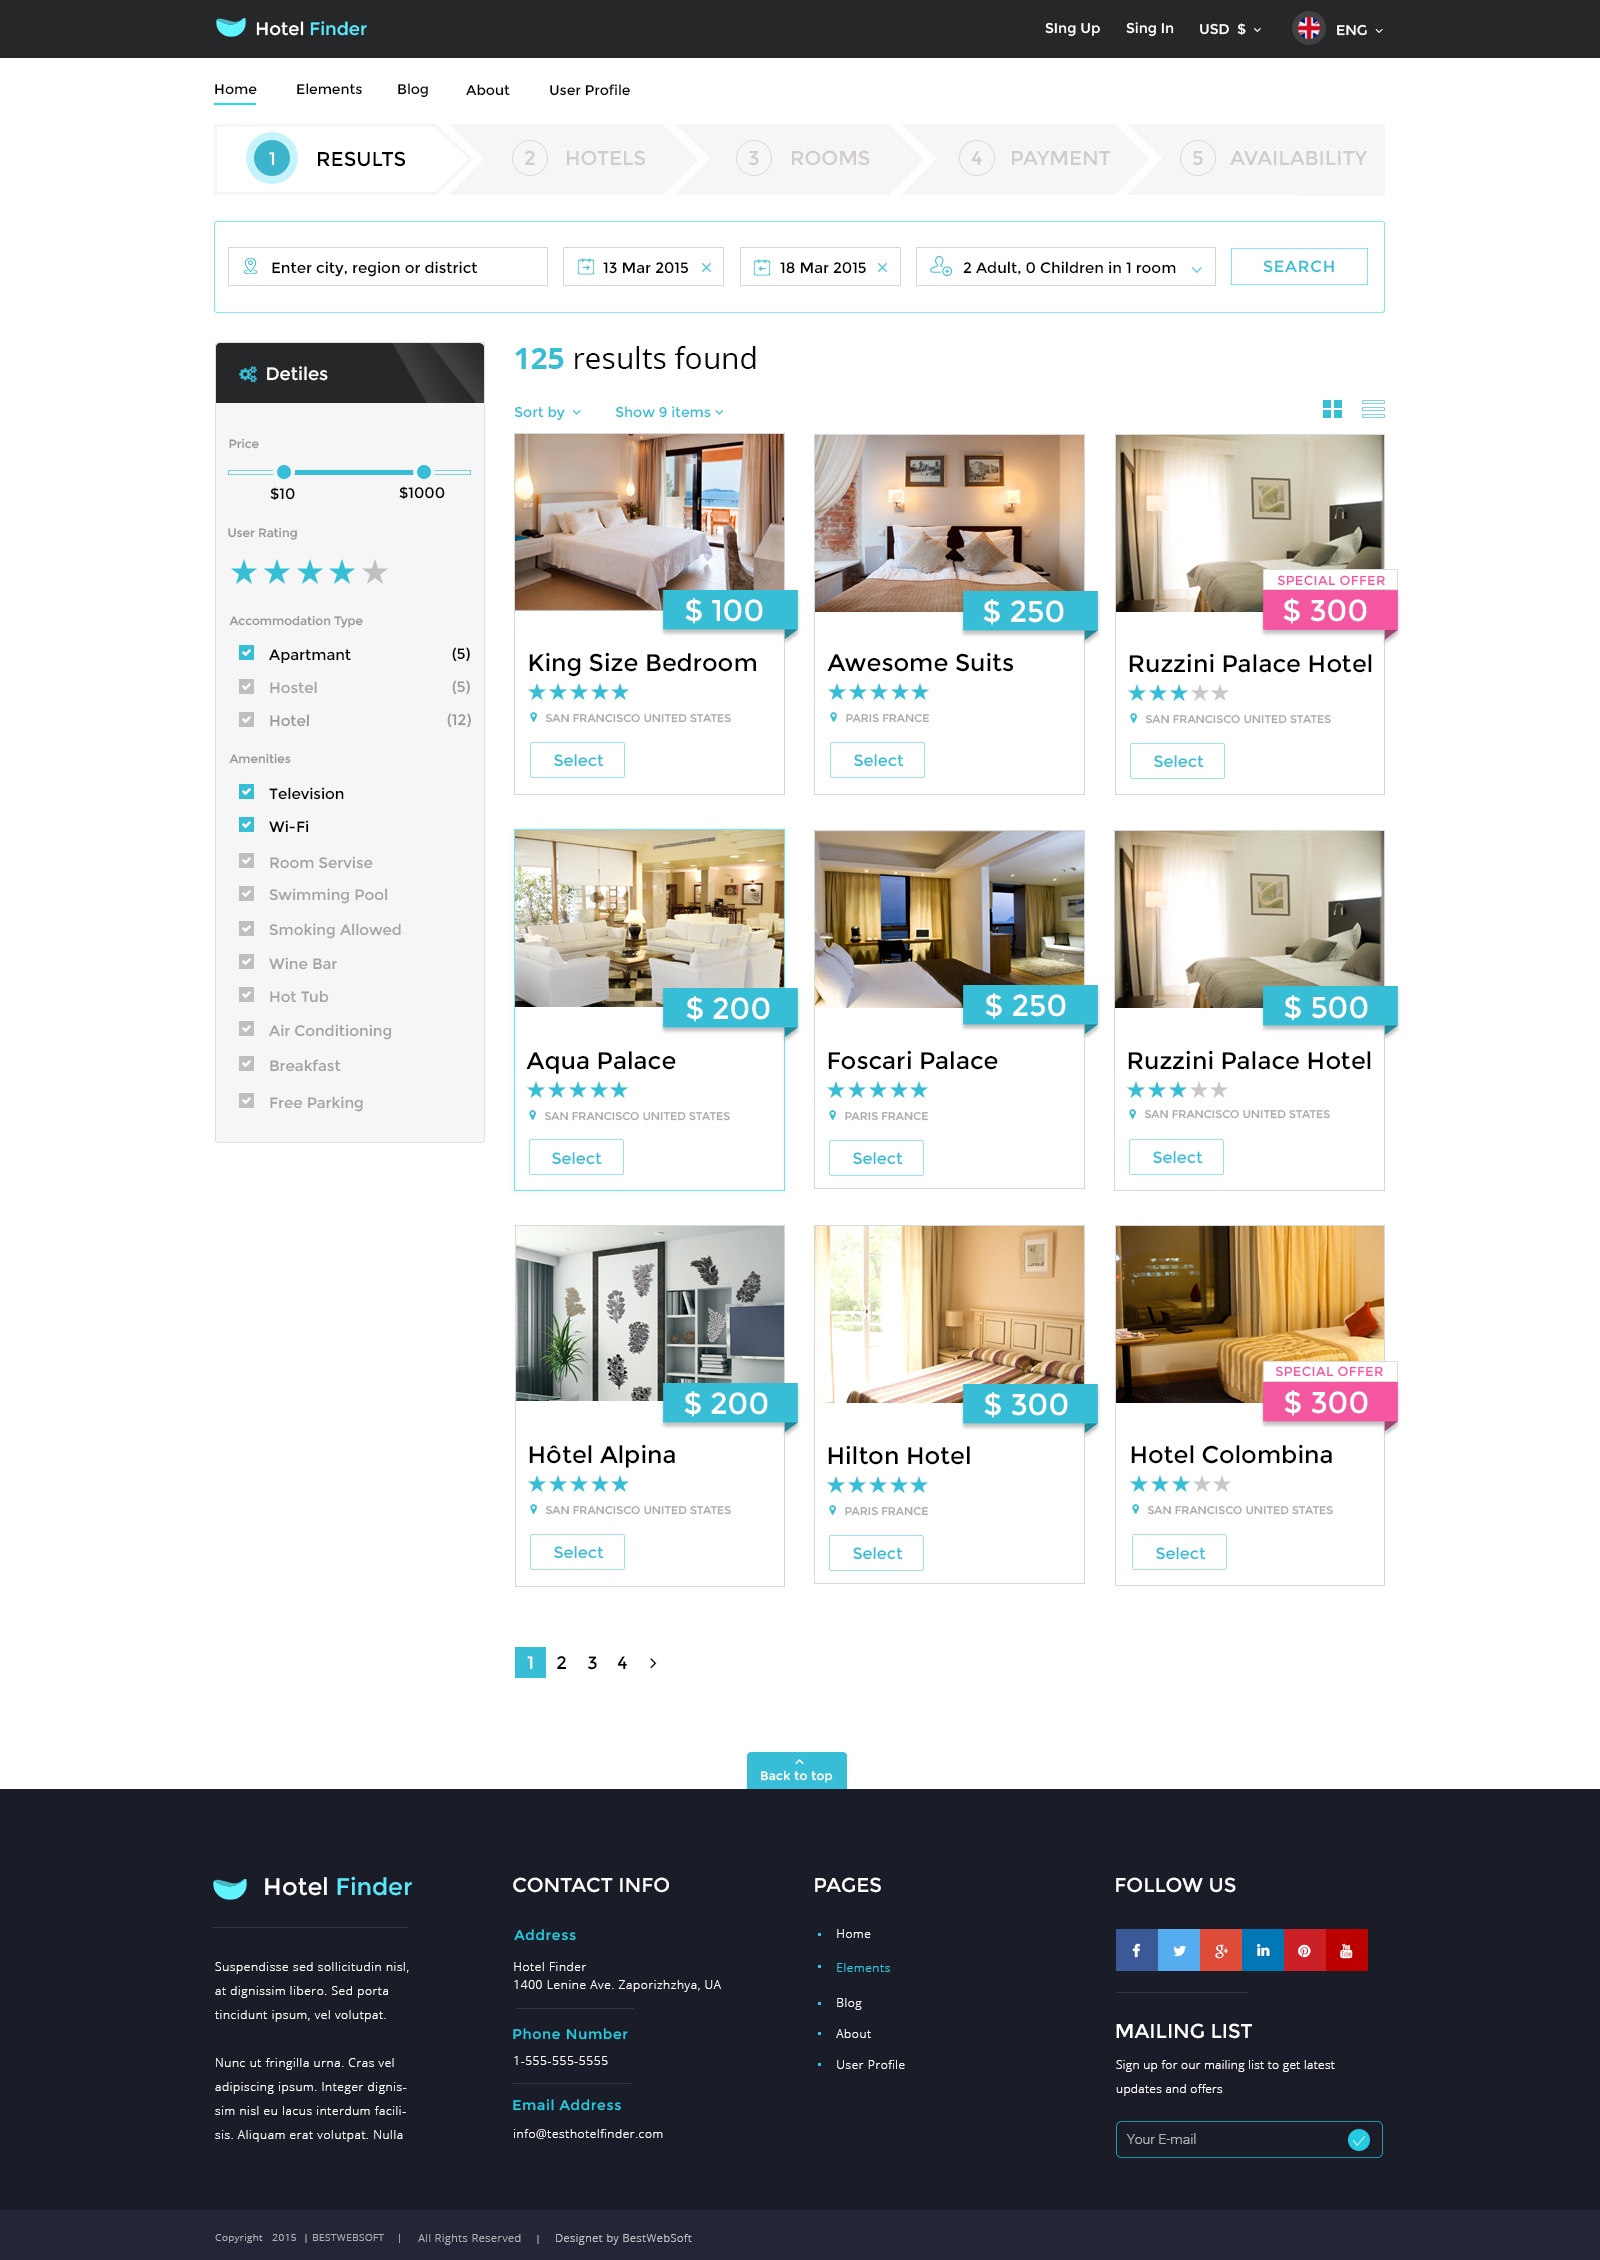 Hotel Finder
SIng Up
Sing In
USD $
ENG
Home
Elements
Blog
About
User Profile
1 RESULTS
2 HOTELS
3 ROOMS
4 PAYMENT
5 AVAILABILITY
Enter city, region or district
13 Mar 2015
18 Mar 2015
2 Adult, 0 Children in 1 room
SEARCH
Detiles
Price
$10
$1000
User Rating
Accommodation Type
Apartmant (5)
Hostel (5)
Hotel (12)
Amenities
Television
Wi-Fi
Room Servise
Swimming Pool
Smoking Allowed
Wine Bar
Hot Tub
Air Conditioning
Breakfast
Free Parking
125 results found
Sort by
Show 9 items
$ 100
King Size Bedroom
SAN FRANCISCO UNITED STATES
Select
$ 250
Awesome Suits
PARIS FRANCE
Select
SPECIAL OFFER
$ 300
Ruzzini Palace Hotel
SAN FRANCISCO UNITED STATES
Select
$ 200
Aqua Palace
SAN FRANCISCO UNITED STATES
Select
$ 250
Foscari Palace
PARIS FRANCE
Select
$ 500
Ruzzini Palace Hotel
SAN FRANCISCO UNITED STATES
Select
$ 200
Hôtel Alpina
SAN FRANCISCO UNITED STATES
Select
$ 300
Hilton Hotel
PARIS FRANCE
Select
SPECIAL OFFER
$ 300
Hotel Colombina
SAN FRANCISCO UNITED STATES
Select
1 2 3 4 >
Back to top
Hotel Finder
Suspendisse sed sollicitudin nisl,
at dignissim libero. Sed porta
tincidunt ipsum, vel volutpat.
Nunc ut fringilla urna. Cras vel
adipiscing ipsum. Integer dignis-
sim nisl eu lacus interdum facili-
sis. Aliquam erat volutpat. Nulla
CONTACT INFO
Address
Hotel Finder
1400 Lenine Ave. Zaporizhzhya, UA
Phone Number
1-555-555-5555
Email Address
info@testhotelfinder.com
PAGES
Home
Elements
Blog
About
User Profile
FOLLOW US
f
g+
in
You
MAILING LIST
Sign up for our mailing list to get latest
updates and offers
Your E-mail
Copyright 2015 | BESTWEBSOFT | All Rights Reserved | Designet by BestWebSoft